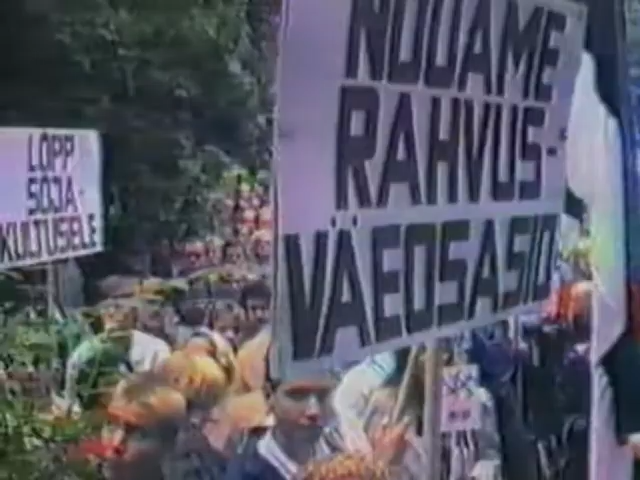 LÕPP
SÕJA-
KULTUSELE
NÕUAME
RAHVUS-
VÄEOSASID